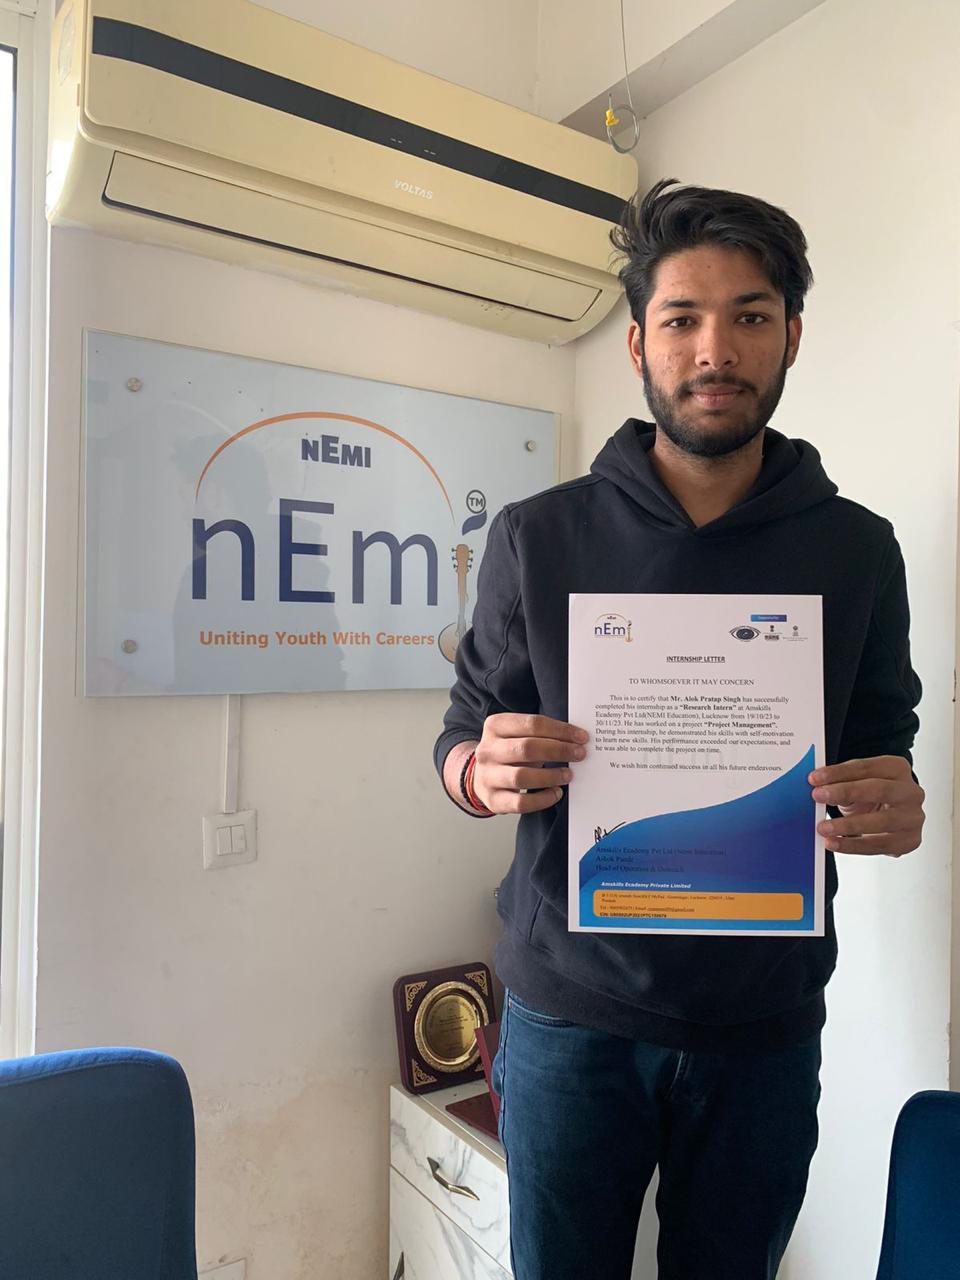 VOLTAS
NEMI
nEmi
TM
Uniting Youth With Careers
nEmi
INTERNSHIP LETTER
TO WHOMSOEVER IT MAY CONCERN
This is to certify that Mr. Alok Pratap Singh has successfully
completed his internship as a “Research Intern” at Amskills
Ecademy Pvt Ltd(NEMI Education), Lucknow from 19/10/23 to
30/11/23. He has worked on a project “Project Management”.
During his internship, he demonstrated his skills with self-motivation
to learn new skills. His performance exceeded our expectations, and
he was able to complete the project on time.
We wish him continued success in all his future endeavours.
Amskills Ecademy Pvt Ltd (Nemi Education)
Ashok Pande
Head of Operation & Outreach
Amskills Ecademy Private Limited